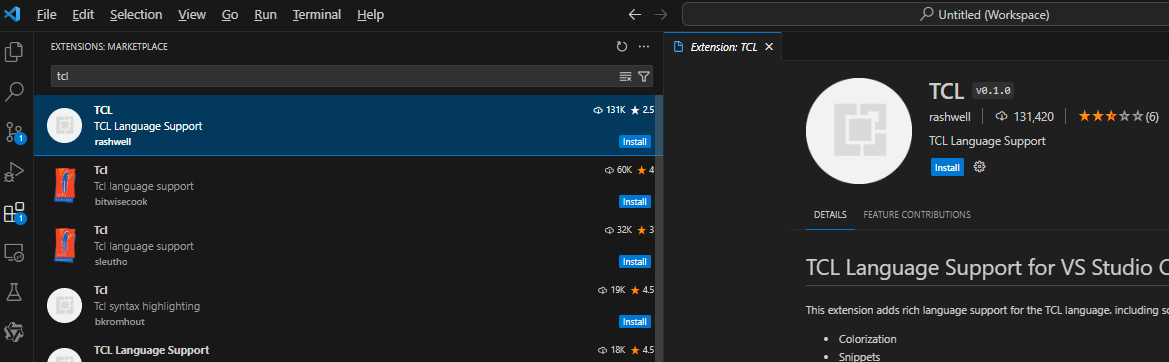 File Edit Selection View Go Run Terminal Help
Untitled (Workspace)
EXTENSIONS: MARKETPLACE
tcl
TCL 131K 2.5
TCL Language Support
rashwell Install
Tcl 60K 4
Tcl language support
bitwisecook Install
Tcl 32K 3
Tcl language support
sleutho Install
Tcl 19K 4.5
Tcl syntax highlighting
bkromhout Install
TCL Language Support 18K 4.5
1
1
Extension: TCL
TCL v0.1.0
rashwell 131,420 (6)
TCL Language Support
Install
DETAILS FEATURE CONTRIBUTIONS
TCL Language Support for VS Studio
This extension adds rich language support for the TCL language. including
• Colorization
• Snippets